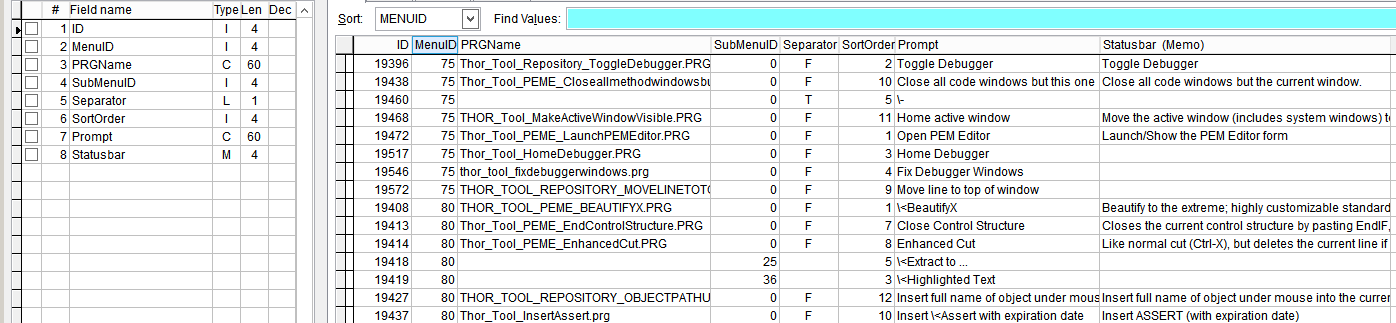 # Field name Type Len Dec
1 ID I 4
2 MenuID I 4
3 PRGName C 60
4 SubMenuID I 4
5 Separator L 1
6 SortOrder I 4
7 Prompt C 60
8 Statusbar M 4
Sort: MENUID Find Values:
ID MenuID PRGName SubMenuID Separator SortOrder Prompt Statusbar (Memo)
19396 75 Thor_Tool_Repository_ToggleDebugger.PRG 0 F 2 Toggle Debugger Toggle Debugger
19438 75 Thor_Tool_PEME_Closeallmethodwindowsbu 0 F 10 Close all code windows but this one Close all code windows but the current window.
19460 75 0 T 5 \-
19468 75 THOR_Tool_MakeActiveWindowVisible.PRG 0 F 11 Home active window Move the active window (includes system windows) to
19472 75 Thor_Tool_PEME_LaunchPEMEditor.PRG 0 F 1 Open PEM Editor Launch/Show the PEM Editor form
19517 75 Thor_Tool_HomeDebugger.PRG 0 F 3 Home Debugger
19546 75 thor_tool_fixdebuggerwindows.prg 0 F 4 Fix Debugger Windows
19572 75 THOR_TOOL_REPOSITORY_MOVELINETOTO 0 F 9 Move line to top of window
19408 80 THOR_TOOL_PEME_BEAUTIFYX.PRG 0 F 1 \<BeautifyX Beautify to the extreme; highly customizable standard
19413 80 Thor_Tool_PEME_EndControlStructure.PRG 0 F 7 Close Control Structure Closes the current control structure by pasting EndIF,
19414 80 Thor_Tool_PEME_EnhancedCut.PRG 0 F 8 Enhanced Cut Like normal cut (Ctrl-X), but deletes the current line if
19418 80 25 5 \<Extract to ...
19419 80 36 3 \<Highlighted Text
19427 80 THOR_TOOL_REPOSITORY_OBJECTPATHU 0 F 12 Insert full name of object under mous Insert full name of object under mouse into the curren
19437 80 Thor_Tool_InsertAssert.prg 0 F 10 Insert \<Assert with expiration date Insert ASSERT (with expiration date)